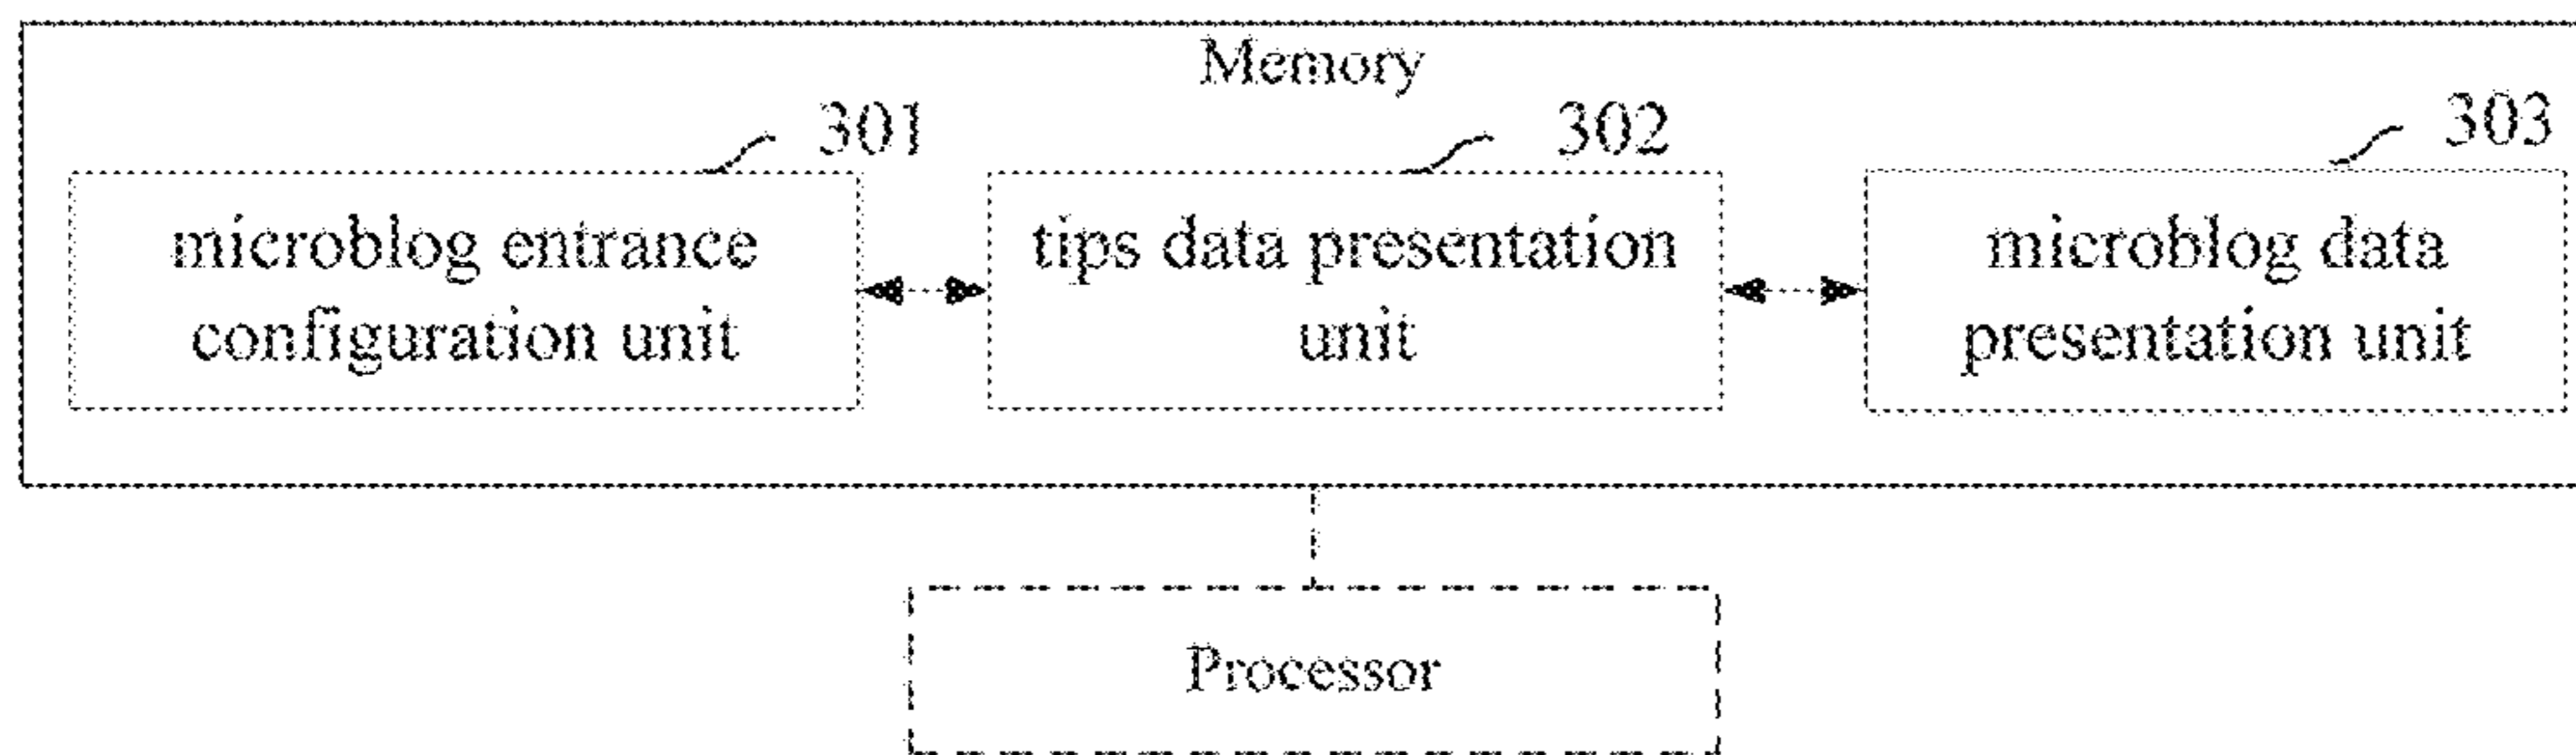 Memory
301 302 303
microblog entrance
configuration unit
tips data presentation
unit
microblog data
presentation unit
Processor